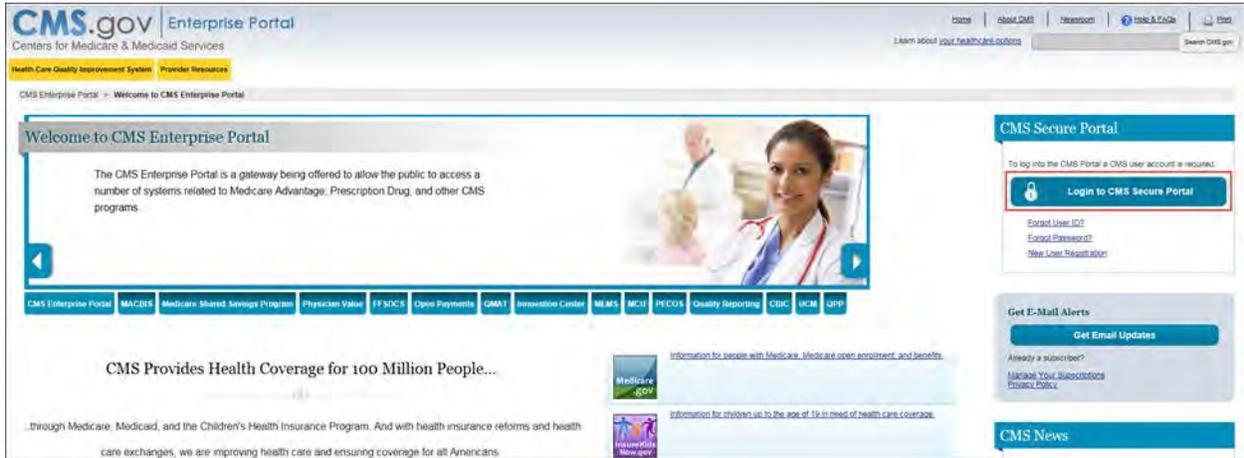 CMS.gov Enterprise Portal
Centers for Medicare & Medicaid Services
Home
About CMS
Newsroom
Help & FAQs
Print
Learn about your healthcare options
Search CMS.gov
Health Care Quality Improvement System
Provider Resources
CMS Enterprise Portal > Welcome to CMS Enterprise Portal
Welcome to CMS Enterprise Portal
The CMS Enterprise Portal is a gateway being offered to allow the public to access a
number of systems related to Medicare Advantage, Prescription Drug, and other CMS
programs
CMS Enterprise Portal
MACBIS
Medicare Shared Savings Program
Physician Value
FFSDCS
Open Payments
QMAT
Innovation Center
MLMS
MCU
PECOS
Quality Reporting
CBIC
UCM
QPP
CMS Provides Health Coverage for 100 Million People...
...through Medicare, Medicaid, and the Children's Health Insurance Program. And with health insurance reforms and health
care exchanges, we are improving health care and ensuring coverage for all Americans
Medicare
.gov
Information for people with Medicare, Medicare open enrollment, and benefits.
InsureKids
Now.gov
Information for children up to the age of 19 in need of health care coverage.
CMS Secure Portal
To log into the CMS Portal a CMS user account is required.
Login to CMS Secure Portal
Forgot User ID?
Forgot Password?
New User Registration
Get E-Mail Alerts
Get Email Updates
Already a subscriber?
Manage Your Subscriptions
Privacy Policy
CMS News